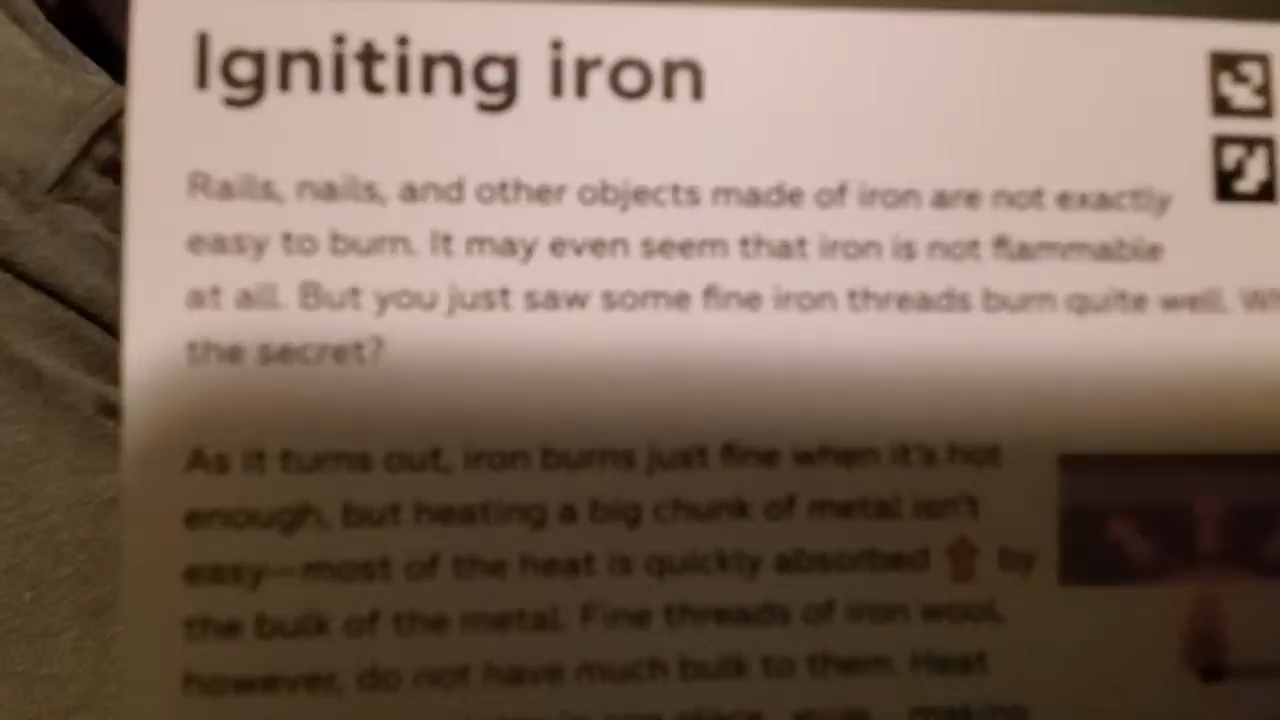 Igniting iron
Rails, nails, and other objects made of iron are not exactly
easy to burn. It may even seem that iron is not flammable
at all. But you just saw some fine iron threads burn quite well.
the secret?
As it turns out, iron burns just fine when it's hot
enough, but heating a big chunk of metal isn't
easy—most of the heat is quickly absorbed by
the bulk of the metal. Fine threads of iron wool,
however, do not have much bulk to them. Heat
making